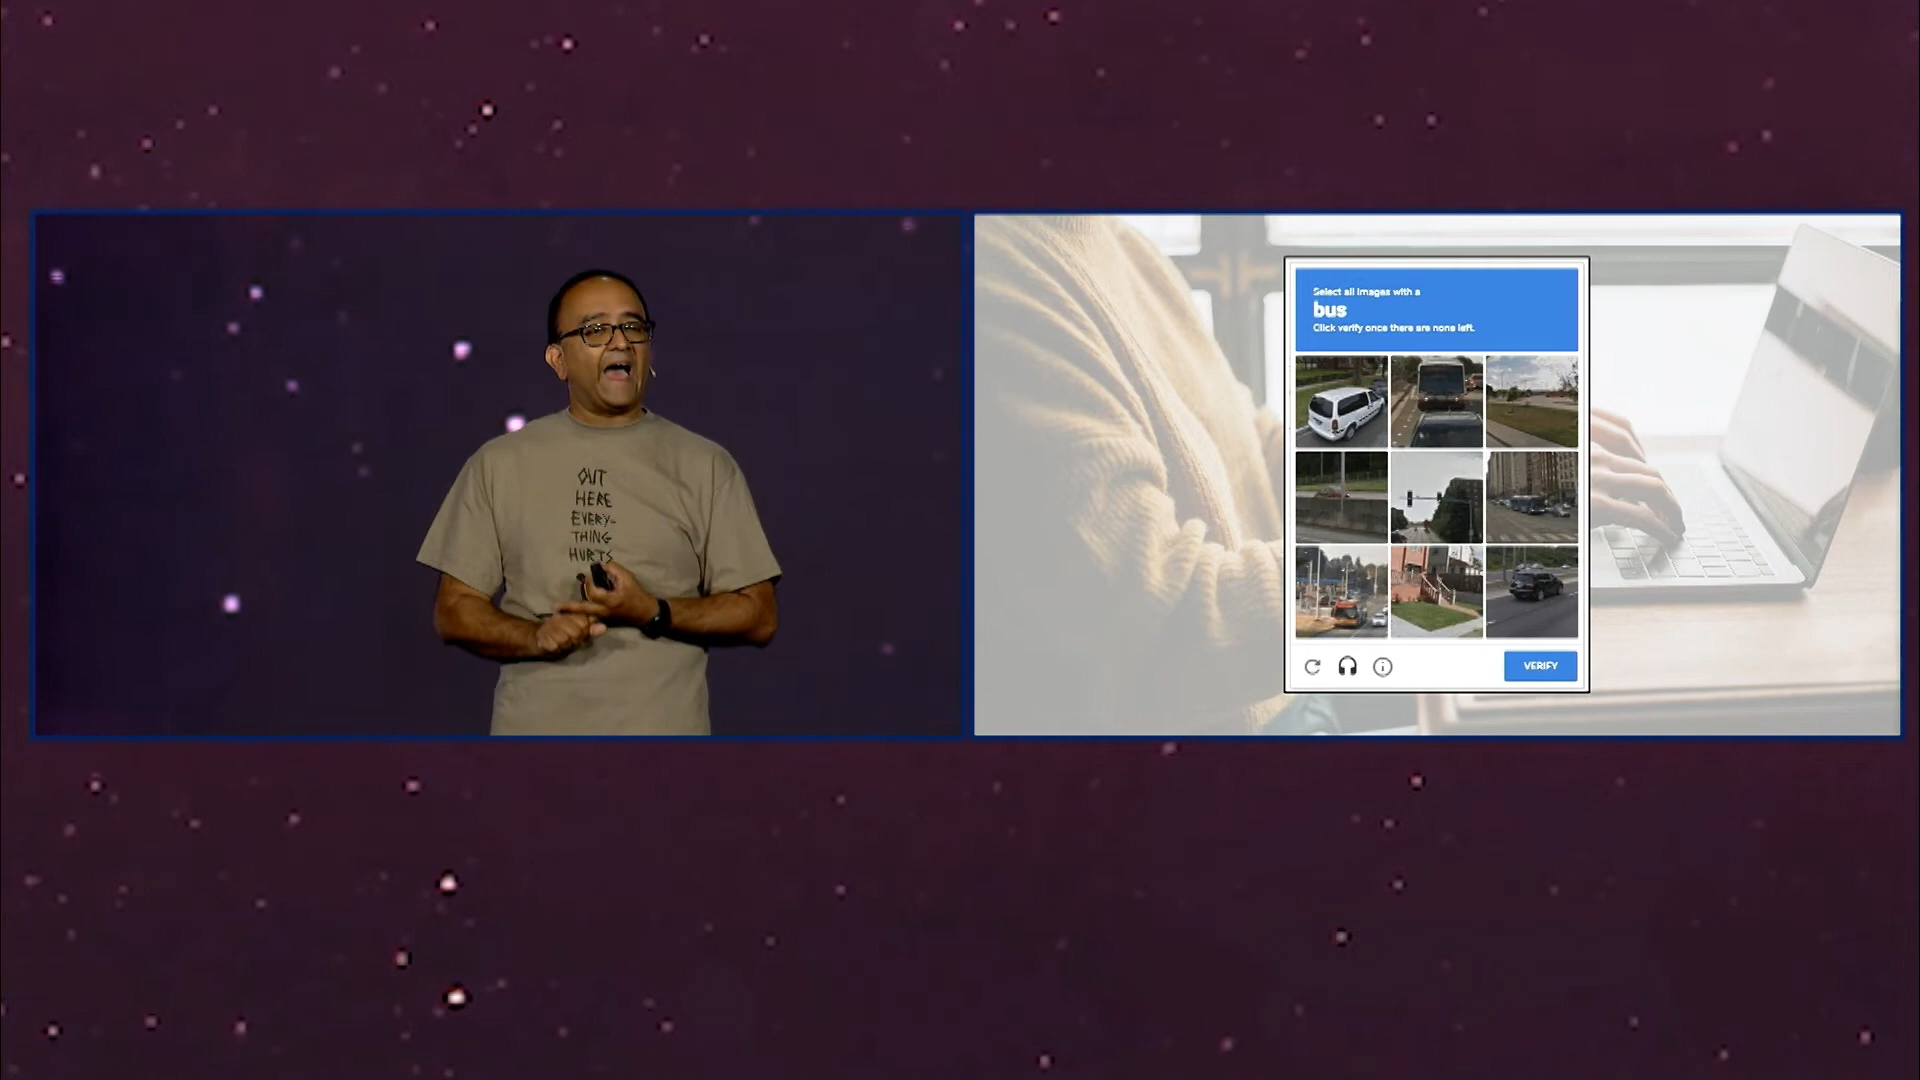 OUT
HERE
EVERY-
THING
HURTS
Select all images with a
bus
Click verify once there are none left.
VERIFY